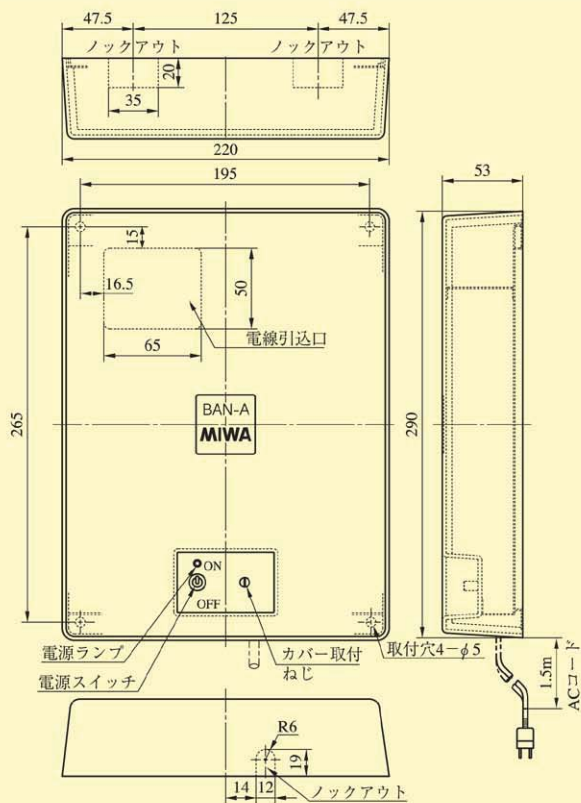 47.5
125
47.5
ノックアウト
ノックアウト
20
35
220
195
53
15
16.5
50
65
電線引込口
265
290
BAN-A
MIWA
ON
OFF
電源ランプ
電源スイッチ
カバー取付
ねじ
取付穴4-φ5
1.5m
ACコード
R6
19
14
12
ノックアウト